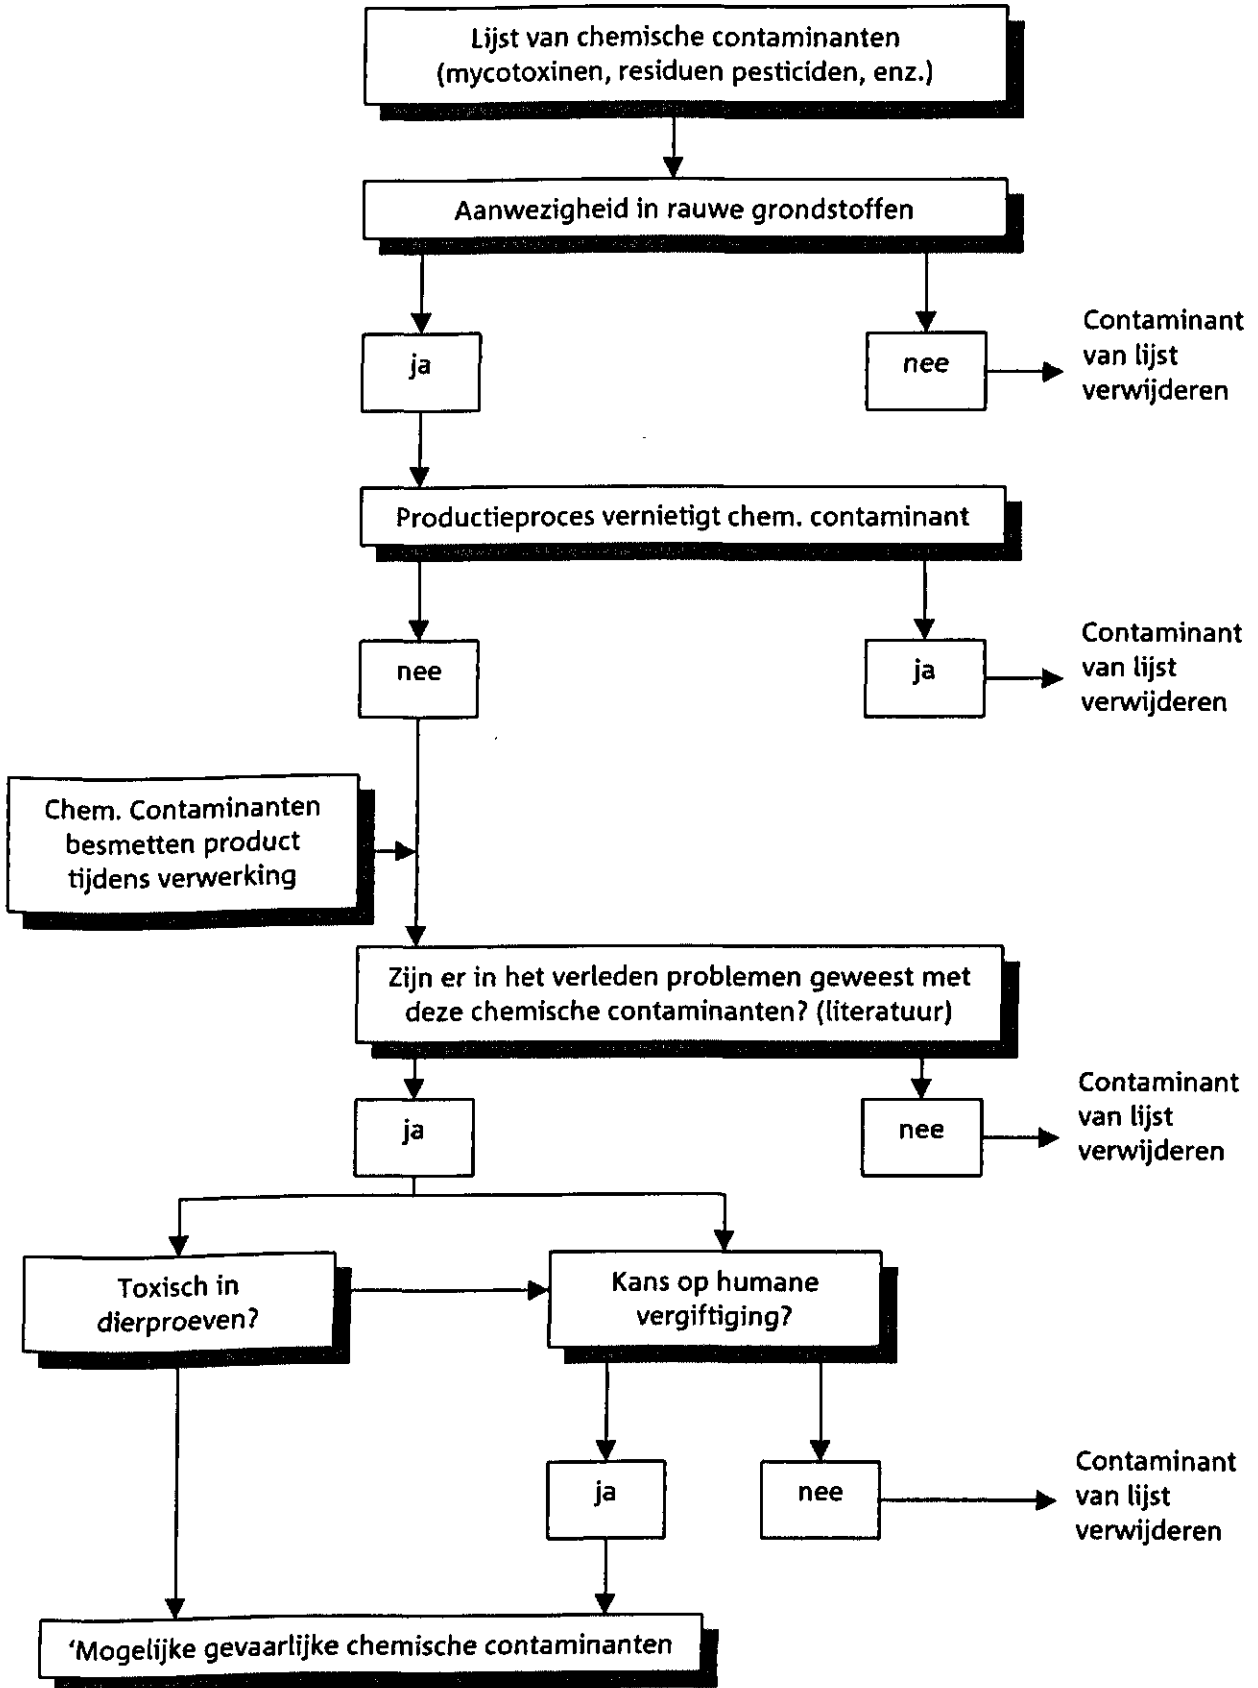 Lijst van chemische contaminanten
(mycotoxinen, residuen pesticiden, enz.)
Aanwezigheid in rauwe grondstoffen
ja
nee
Contaminant
van lijst
verwijderen
Productieproces vernietigt chem. contaminant
nee
ja
Contaminant
van lijst
verwijderen
Chem. Contaminanten
besmetten product
tijdens verwerking
Zijn er in het verleden problemen geweest met
deze chemische contaminanten? (literatuur)
ja
nee
Contaminant
van lijst
verwijderen
Toxisch in
dierproeven?
Kans op humane
vergiftiging?
ja
nee
Contaminant
van lijst
verwijderen
‘Mogelijke gevaarlijke chemische contaminanten